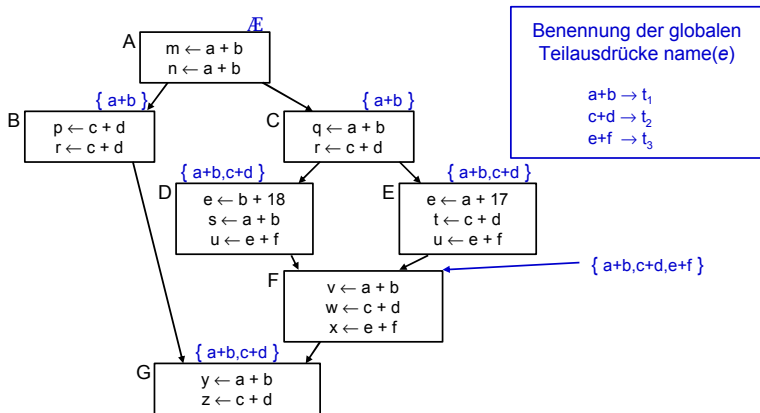 Æ
A
m ← a + b
n ← a + b
Benennung der globalen
Teilausdrücke name(e)
a+b → t₁
c+d → t₂
e+f → t₃
{ a+b }
B
p ← c + d
r ← c + d
{ a+b }
C
q ← a + b
r ← c + d
{ a+b,c+d }
D
e ← b + 18
s ← a + b
u ← e + f
{ a+b,c+d }
E
e ← a + 17
t ← c + d
u ← e + f
{ a+b,c+d,e+f }
F
v ← a + b
w ← c + d
x ← e + f
{ a+b,c+d }
G
y ← a + b
z ← c + d